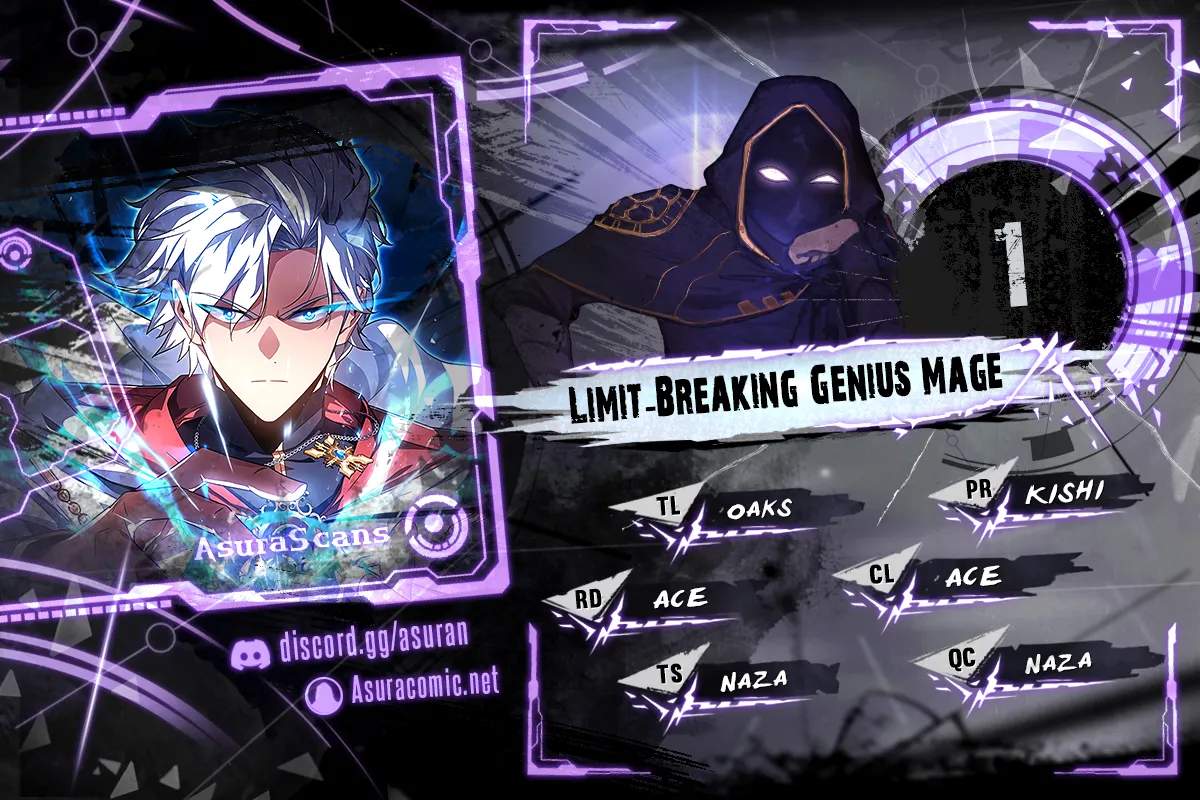 AsuraScans
discord.gg/asuran
Asuracomic.net
1
LIMIT-BREAKING GENIUS MAGE
TL OAKS
PR KISHI
RD ACE
CL ACE
TS NAZA
QC NAZA